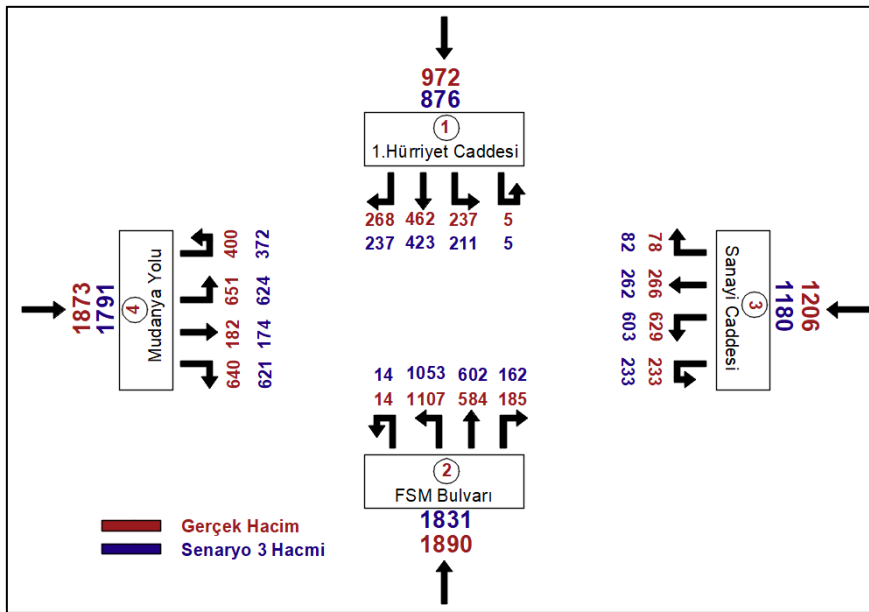 972
876
1
1.Hürriyet Caddesi
268 462 237 5
237 423 211 5
1873
1791
4
Mudanya Yolu
400 372
651 624
182 174
640 621
82 78
262 266
603 629
233 233
Sanayi Caddesi
3
1180
1206
14 1053 602 162
14 1107 584 185
2
FSM Bulvarı
1831
1890
Gerçek Hacim
Senaryo 3 Hacmi